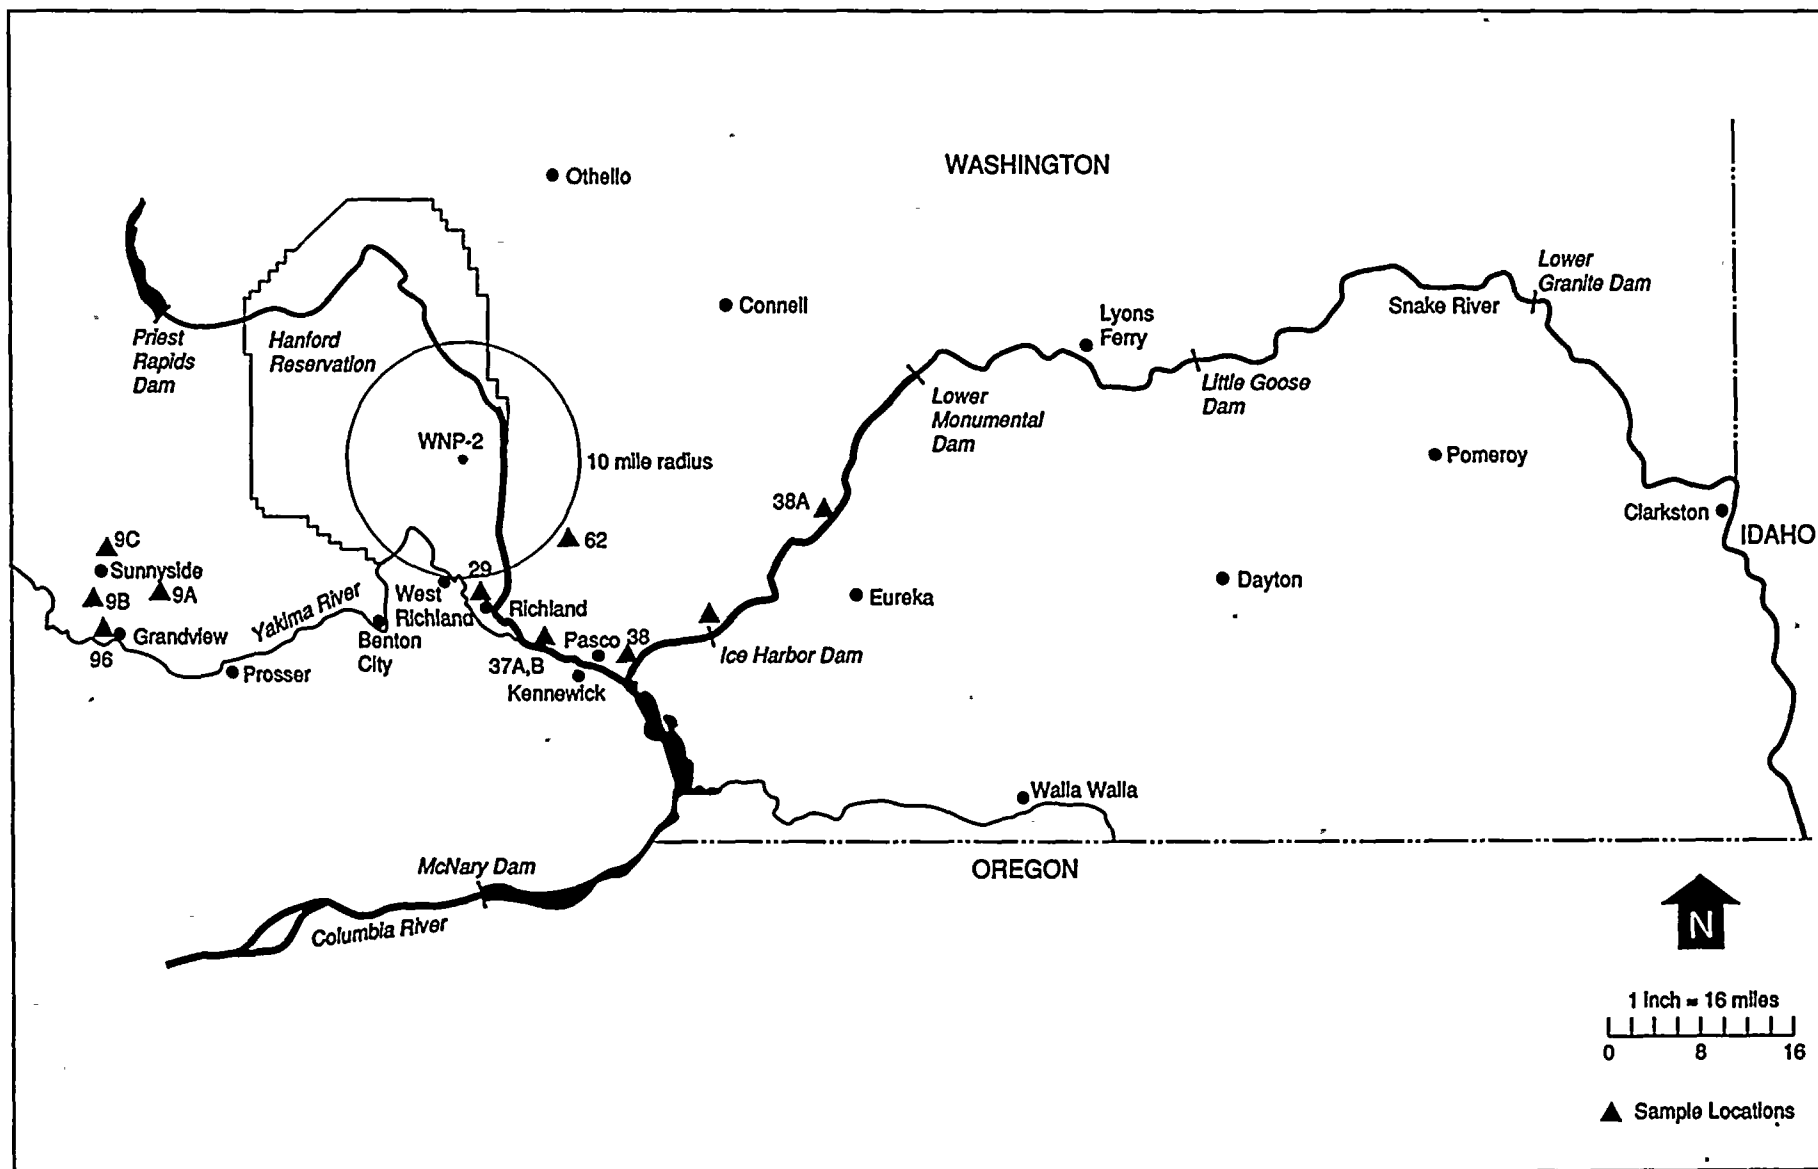 WASHINGTON
Othello
Connell
Lower
Granite Dam
Snake River
Lyons
Ferry
Priest
Rapids
Dam
Hanford
Reservation
Little Goose
Dam
Lower
Monumental
Dam
WNP-2
10 mile radius
Pomeroy
38A
Clarkston
IDAHO
9C
62
Sunnyside
29
9B
9A
West
Richland
Richland
Eureka
Dayton
Yakima River
Grandview
Benton
City
96
Prosser
Pasco
38
37A,B
Kennewick
Ice Harbor Dam
Walla Walla
McNary Dam
OREGON
Columbia River
N
1 inch = 16 miles
0 8 16
Sample Locations